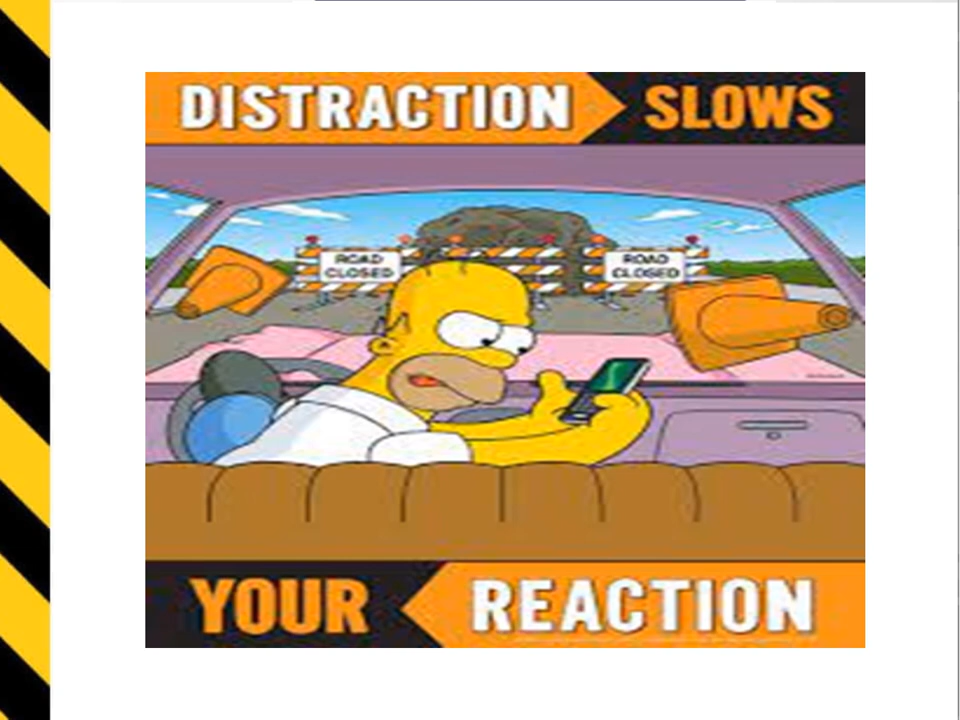 DISTRACTION SLOWS
ROAD CLOSED
ROAD CLOSED
YOUR REACTION